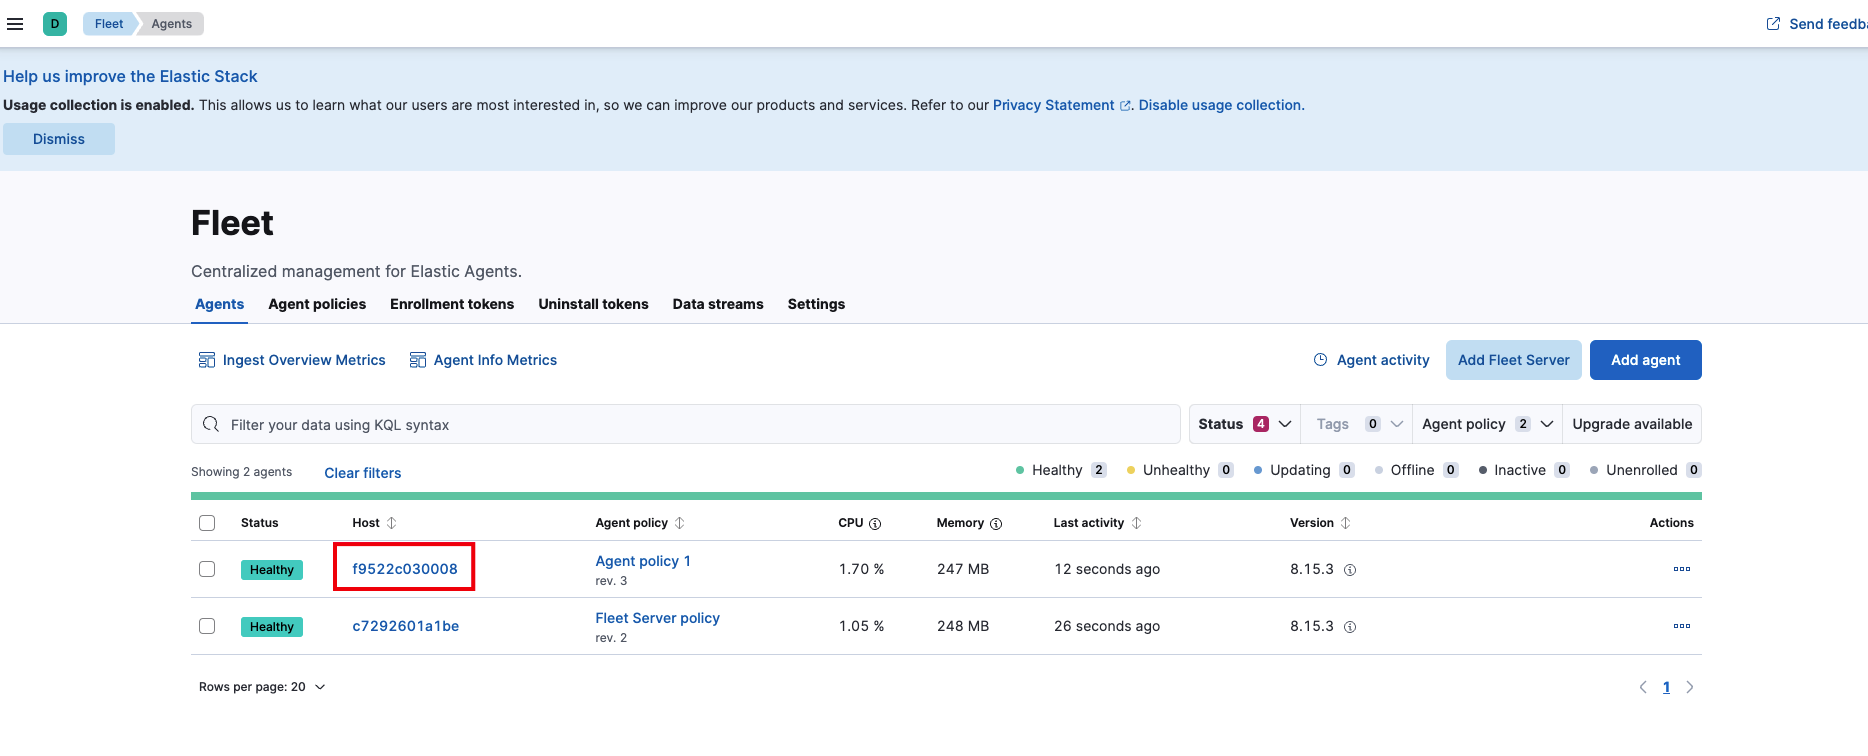 D Fleet Agents Send feedba
Help us improve the Elastic Stack
Usage collection is enabled. This allows us to learn what our users are most interested in, so we can improve our products and services. Refer to our Privacy Statement. Disable usage collection.
Dismiss
Fleet
Centralized management for Elastic Agents.
Agents Agent policies Enrollment tokens Uninstall tokens Data streams Settings
Ingest Overview Metrics Agent Info Metrics Agent activity Add Fleet Server Add agent
Filter your data using KQL syntax Status 4 Tags 0 Agent policy 2 Upgrade available
Showing 2 agents Clear filters Healthy 2 Unhealthy 0 Updating 0 Offline 0 Inactive 0 Unenrolled 0
Status Host Agent policy CPU Memory Last activity Version Actions
Healthy f9522c030008 Agent policy 1 1.70 % 247 MB 12 seconds ago 8.15.3
rev. 3
Healthy c7292601a1be Fleet Server policy 1.05 % 248 MB 26 seconds ago 8.15.3
rev. 2
Rows per page: 20 1